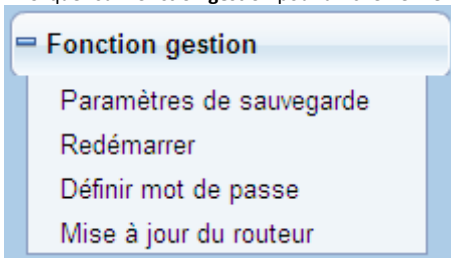 Fonction gestion
Paramètres de sauvegarde
Redémarrer
Définir mot de passe
Mise à jour du routeur